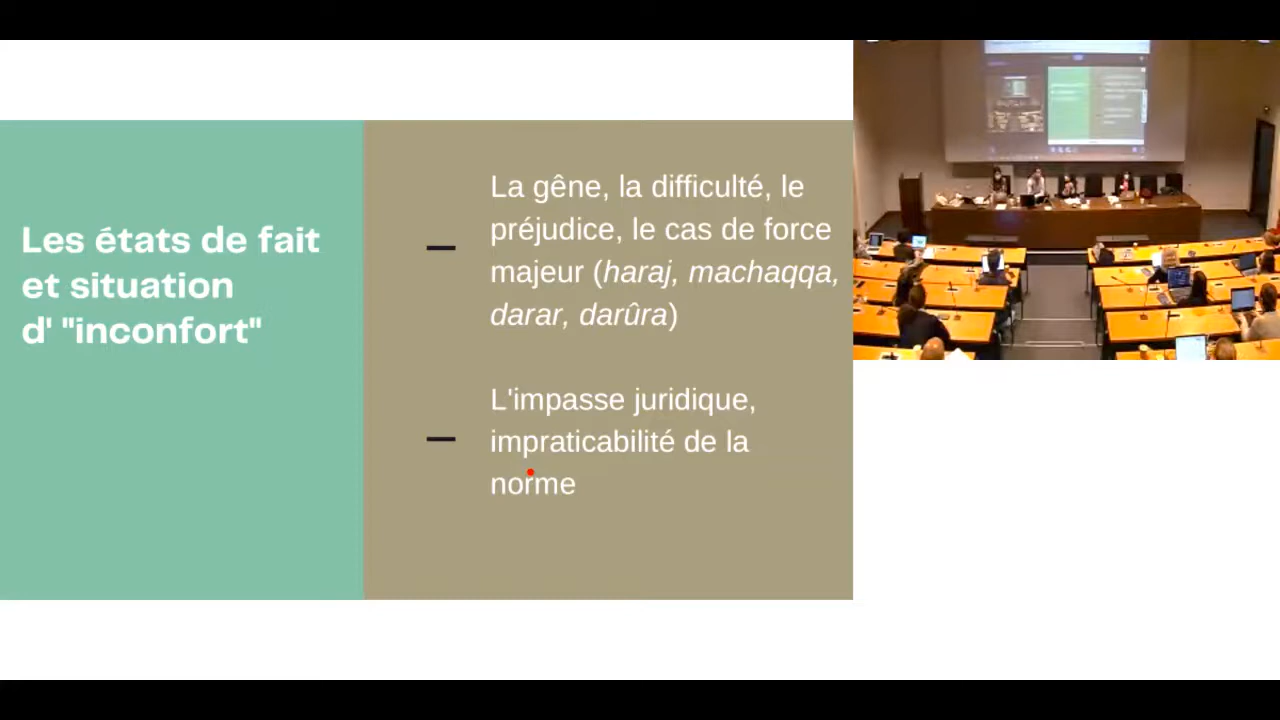 Les états de fait
et situation
d' "inconfort"
La gêne, la difficulté, le
préjudice, le cas de force
majeur (haraj, machaqqa,
darar, darûra)
L'impasse juridique,
impraticabilité de la
norme